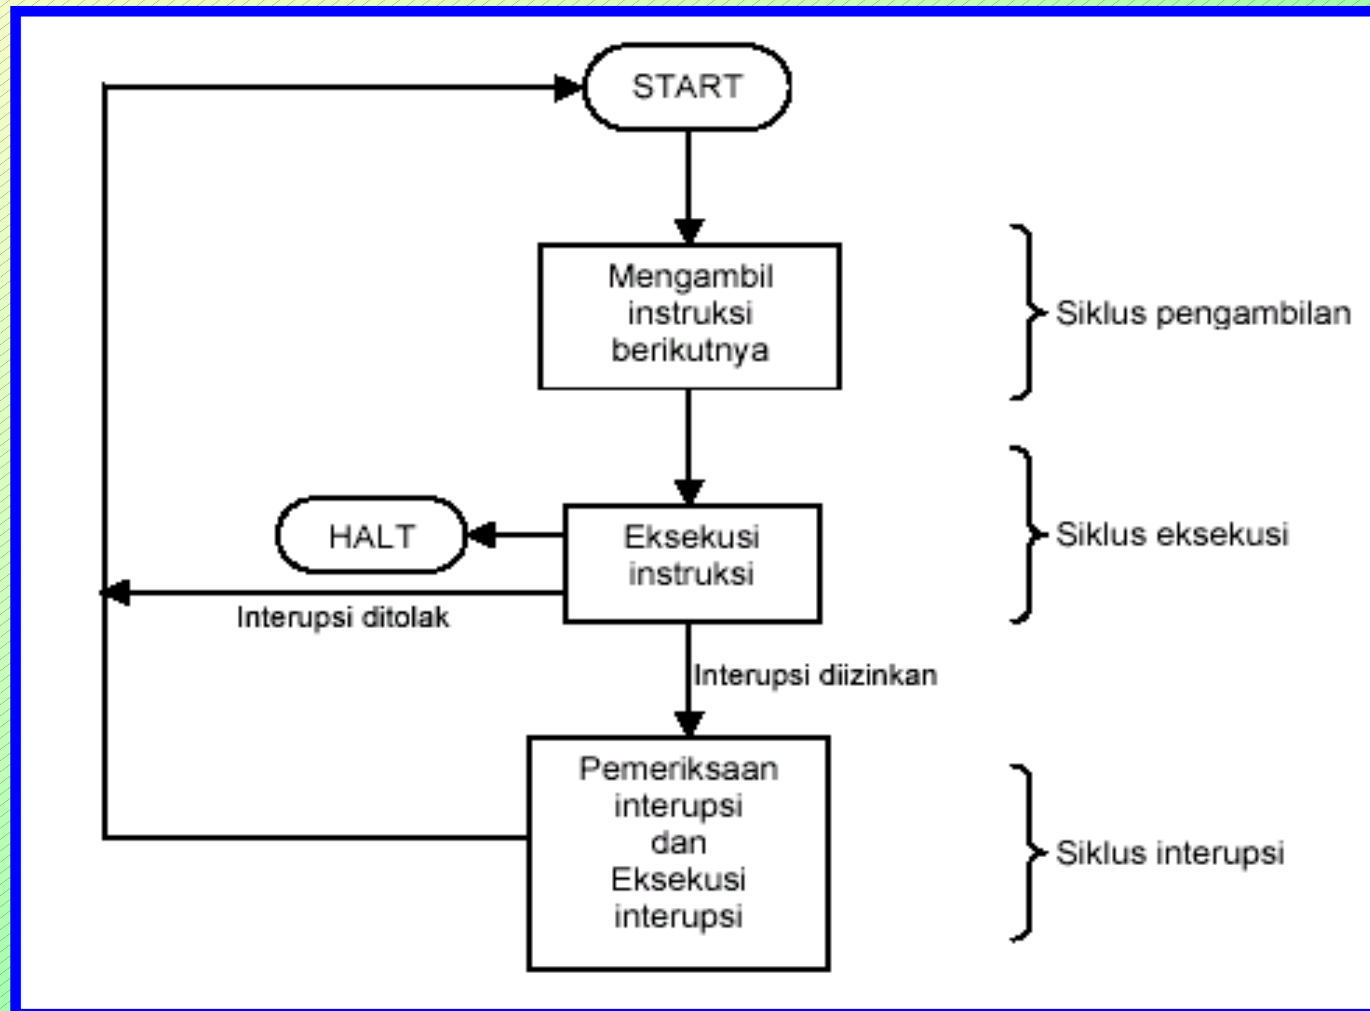 START
Mengambil
instruksi
berikutnya
Siklus pengambilan
HALT
Eksekusi
instruksi
Siklus eksekusi
Interupsi ditolak
Interupsi diizinkan
Pemeriksaan
interupsi
dan
Eksekusi
interupsi
Siklus interupsi